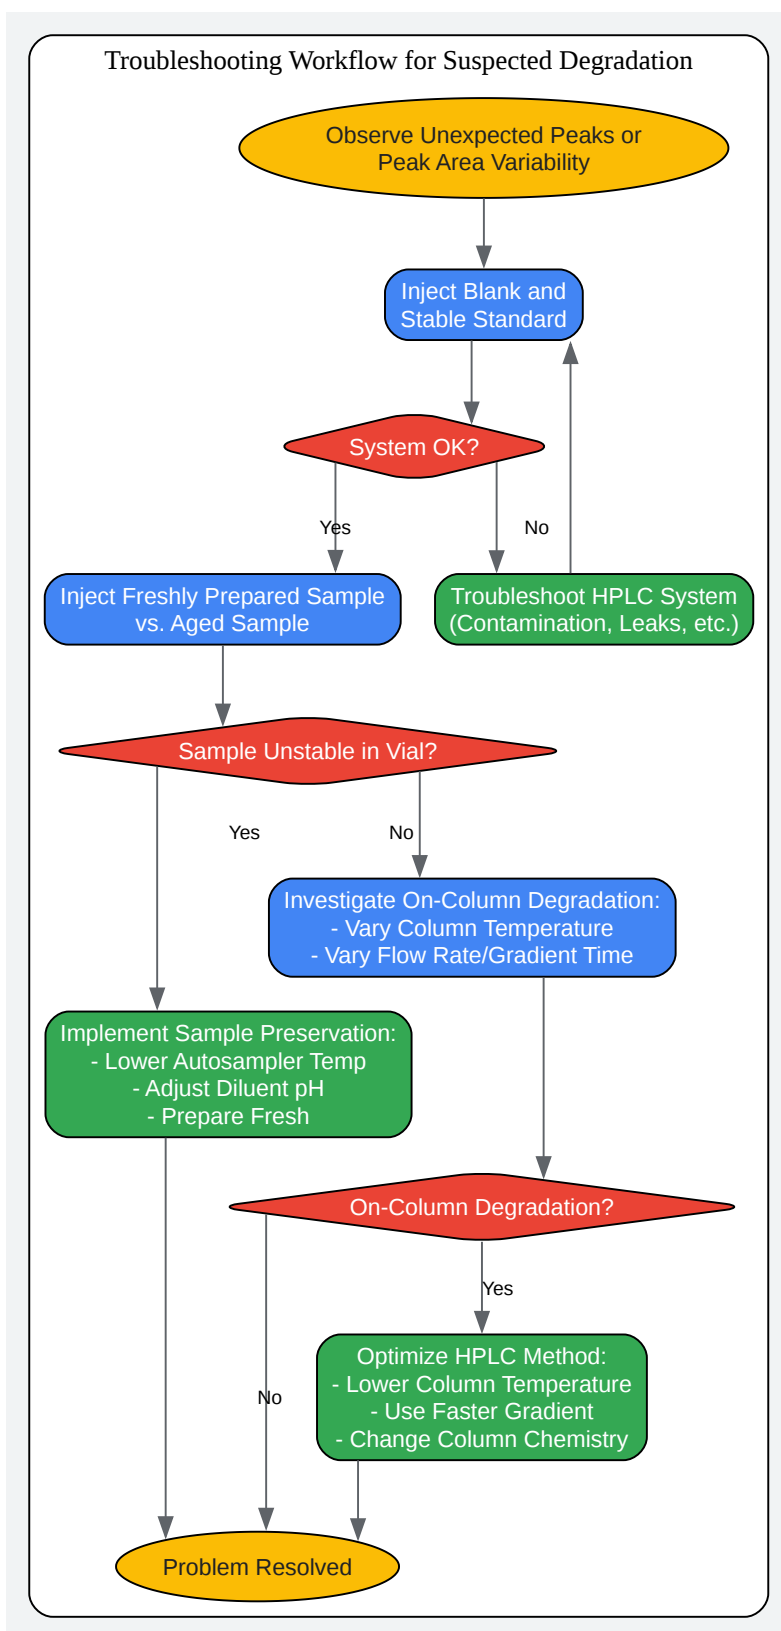 Troubleshooting Workflow for Suspected Degradation
Observe Unexpected Peaks or
Peak Area Variability
Inject Blank and
Stable Standard
System OK?
Yes
No
Inject Freshly Prepared Sample
vs. Aged Sample
Troubleshoot HPLC System
(Contamination, Leaks, etc.)
Sample Unstable in Vial?
Yes
No
Investigate On-Column Degradation:
- Vary Column Temperature
- Vary Flow Rate/Gradient Time
Implement Sample Preservation:
- Lower Autosampler Temp
- Adjust Diluent pH
- Prepare Fresh
On-Column Degradation?
Yes
Optimize HPLC Method:
- Lower Column Temperature
- Use Faster Gradient
- Change Column Chemistry
No
Problem Resolved